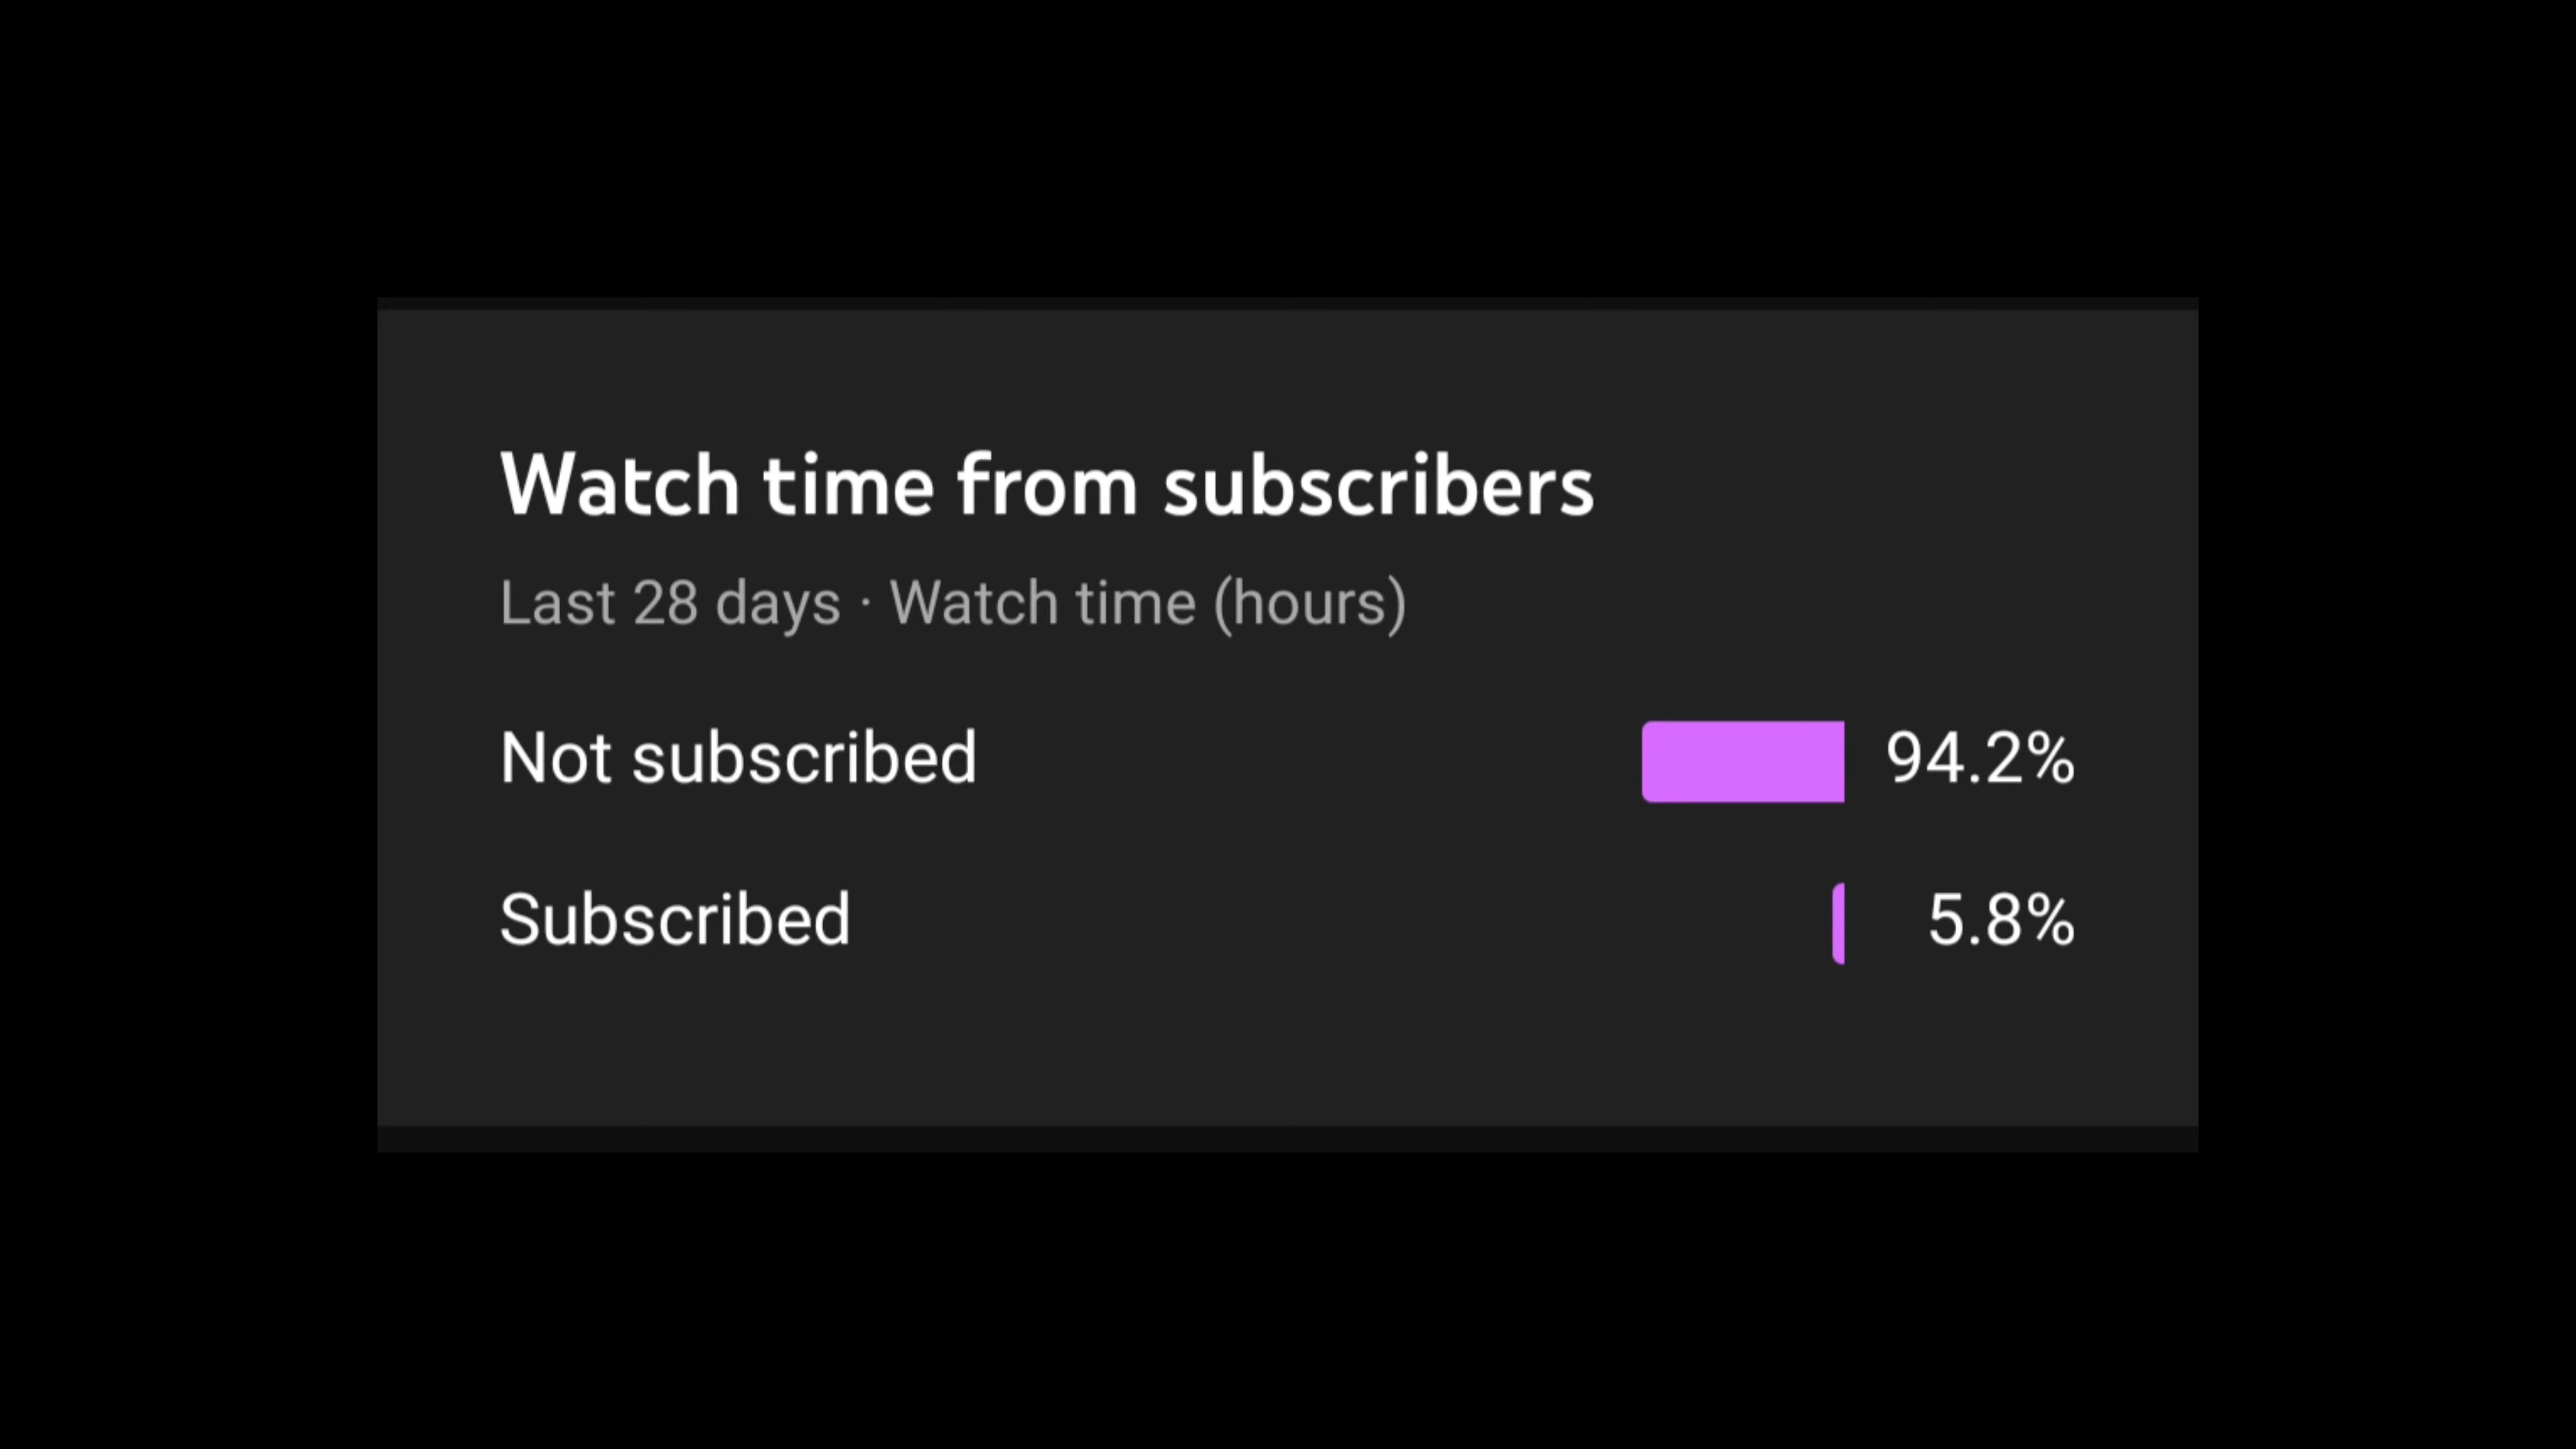 Watch time from subscribers
Last 28 days · Watch time (hours)
Not subscribed 94.2%
Subscribed 5.8%